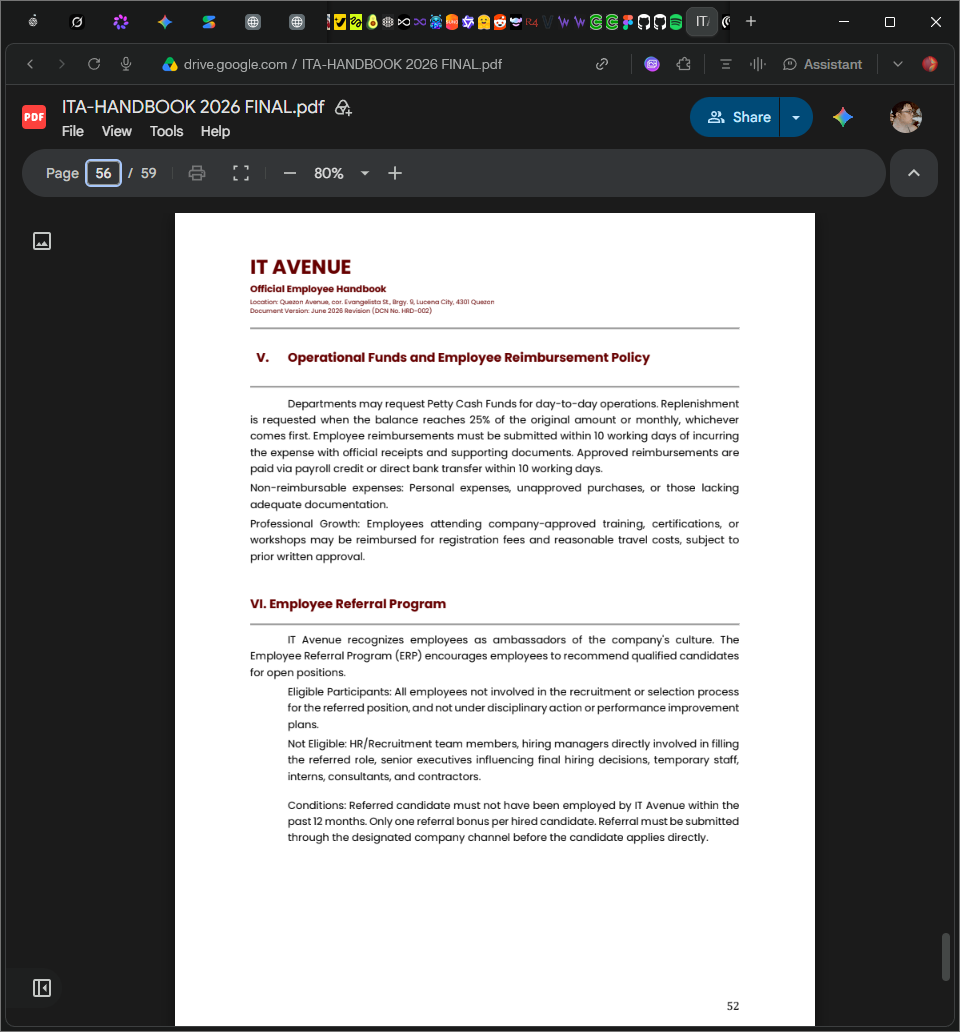 drive.google.com / ITA-HANDBOOK 2026 FINAL.pdf
Assistant
PDF
ITA-HANDBOOK 2026 FINAL.pdf
File View Tools Help
Share
Page 56 / 59
80%
IT AVENUE
Official Employee Handbook
Location: Quezon Avenue, cor. Evangelista St., Brgy. 9, Lucena City, 4301 Quezon
Document Version: June 2026 Revision (DCN No. HRD-002)
V. Operational Funds and Employee Reimbursement Policy
Departments may request Petty Cash Funds for day-to-day operations. Replenishment
is requested when the balance reaches 25% of the original amount or monthly, whichever
comes first. Employee reimbursements must be submitted within 10 working days of incurring
the expense with official receipts and supporting documents. Approved reimbursements are
paid via payroll credit or direct bank transfer within 10 working days.
Non-reimbursable expenses: Personal expenses, unapproved purchases, or those lacking
adequate documentation.
Professional Growth: Employees attending company-approved training, certifications, or
workshops may be reimbursed for registration fees and reasonable travel costs, subject to
prior written approval.
VI. Employee Referral Program
IT Avenue recognizes employees as ambassadors of the company's culture. The
Employee Referral Program (ERP) encourages employees to recommend qualified candidates
for open positions.
Eligible Participants: All employees not involved in the recruitment or selection process
for the referred position, and not under disciplinary action or performance improvement
plans.
Not Eligible: HR/Recruitment team members, hiring managers directly involved in filling
the referred role, senior executives influencing final hiring decisions, temporary staff,
interns, consultants, and contractors.
Conditions: Referred candidate must not have been employed by IT Avenue within the
past 12 months. Only one referral bonus per hired candidate. Referral must be submitted
through the designated company channel before the candidate applies directly.
52